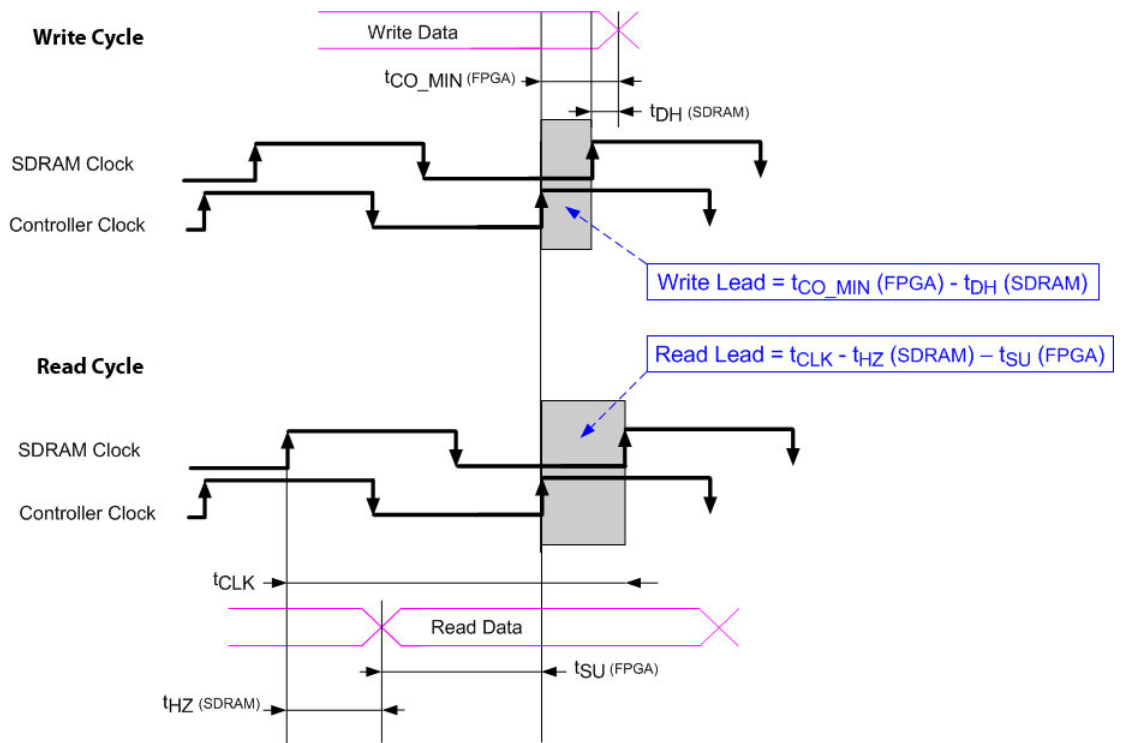 Write Cycle
Write Data
tCO_MIN (FPGA)
tDH (SDRAM)
SDRAM Clock
Controller Clock
Write Lead = tCO_MIN (FPGA) - tDH (SDRAM)
Read Lead = tCLK - tHZ (SDRAM) – tSU (FPGA)
Read Cycle
SDRAM Clock
Controller Clock
tCLK
Read Data
tSU (FPGA)
tHZ (SDRAM)